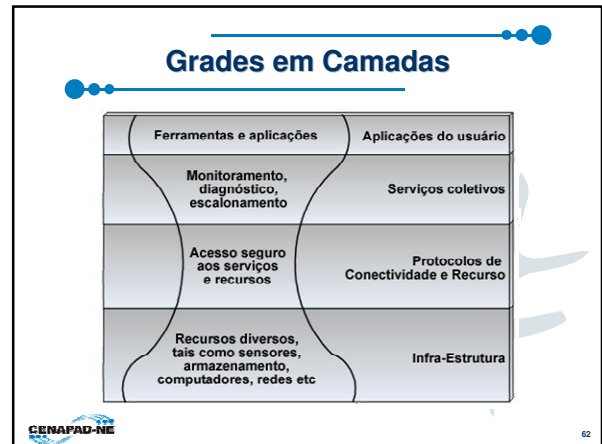 Grades em Camadas
Ferramentas e aplicações
Aplicações do usuário
Monitoramento,
diagnóstico,
escalonamento
Serviços coletivos
Acesso seguro
aos serviços
e recursos
Protocolos de
Conectividade e Recurso
Recursos diversos,
tais como sensores,
armazenamento,
computadores, redes etc
Infra-Estrutura
CENAPAD-NE
62